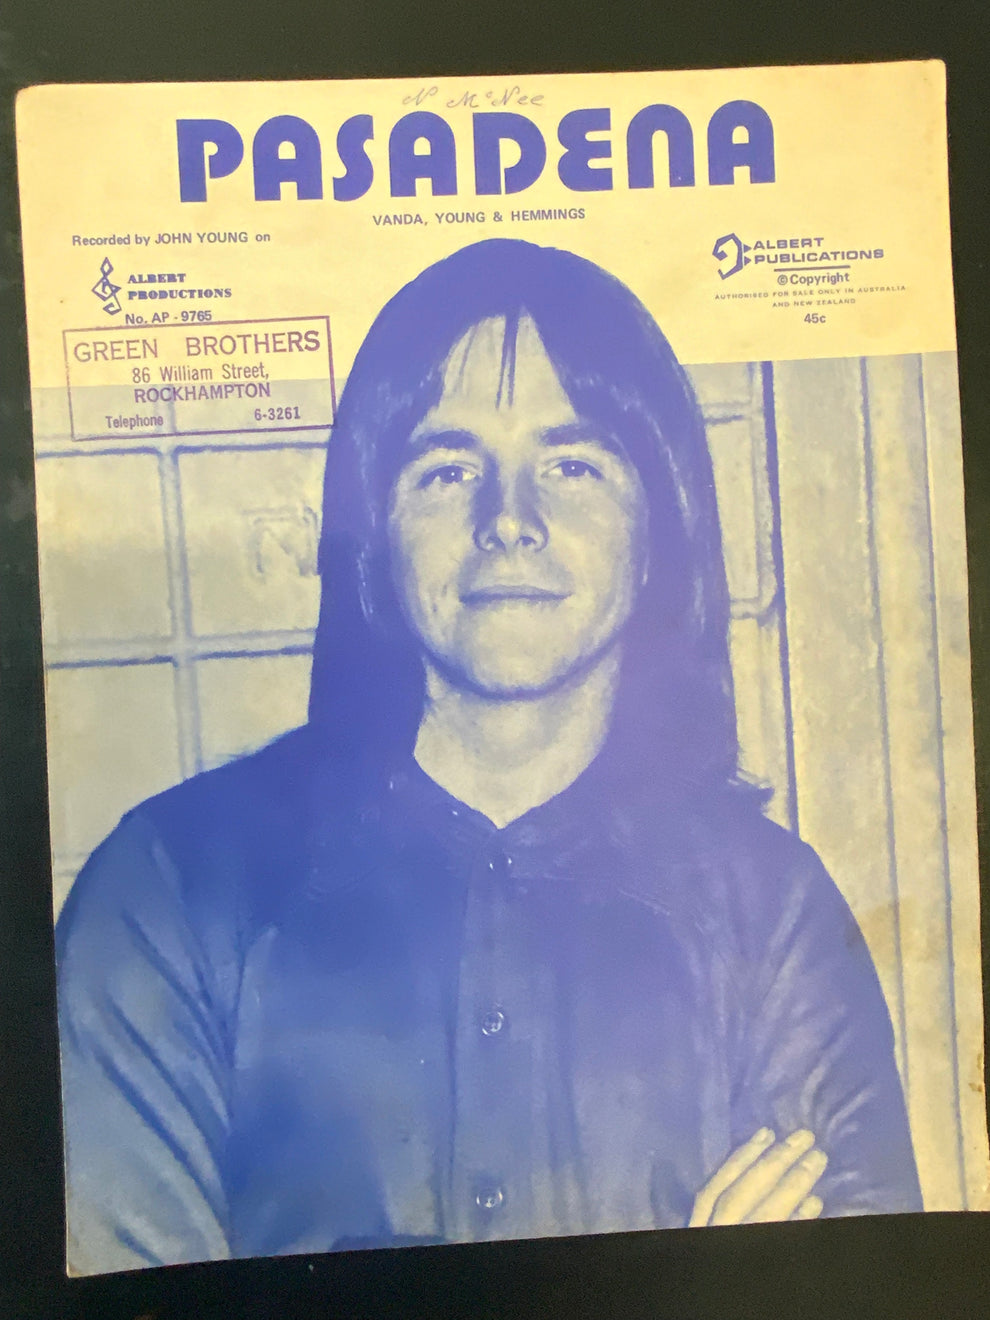 N McNee
PASADENA
VANDA, YOUNG & HEMMINGS
Recorded by JOHN YOUNG on
ALBERT
PRODUCTIONS
No. AP - 9765
ALBERT
PUBLICATIONS
©Copyright
AUTHORISED FOR SALE ONLY IN AUSTRALIA
AND NEW ZEALAND
45c
GREEN BROTHERS
86 William Street,
ROCKHAMPTON
Telephone 6-3261